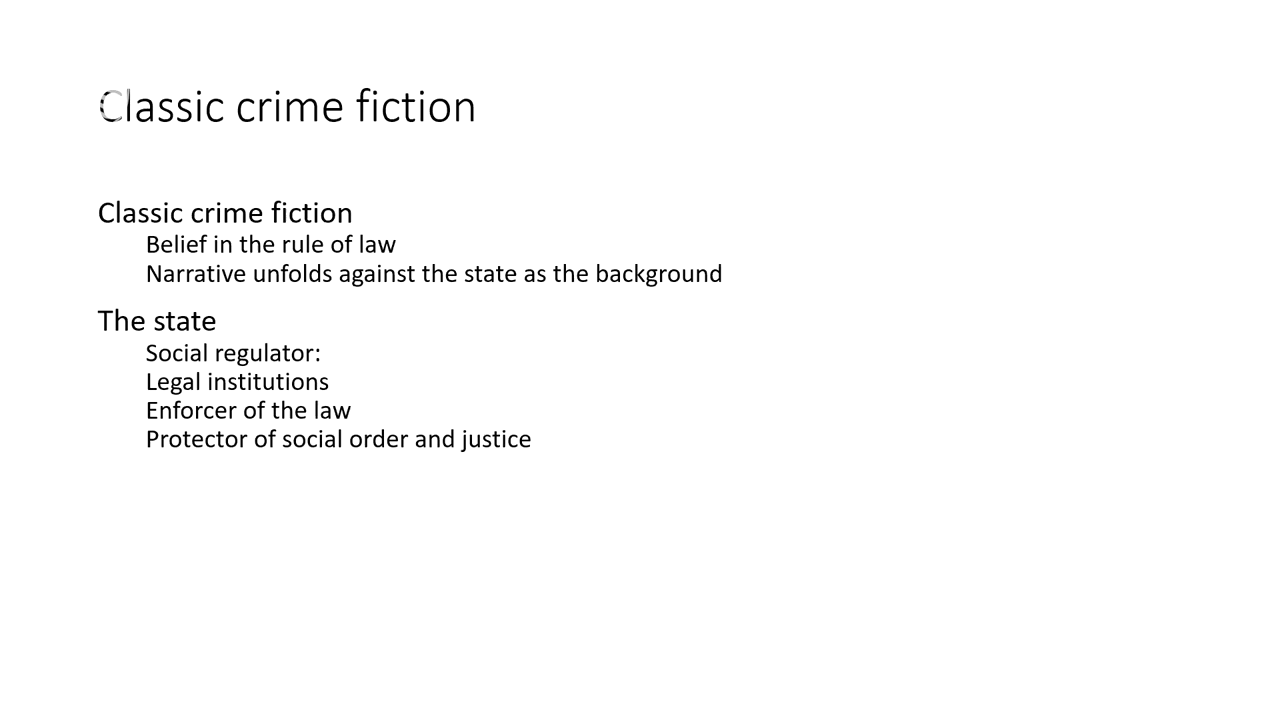 Classic crime fiction
Classic crime fiction
Belief in the rule of law
Narrative unfolds against the state as the background
The state
Social regulator:
Legal institutions
Enforcer of the law
Protector of social order and justice